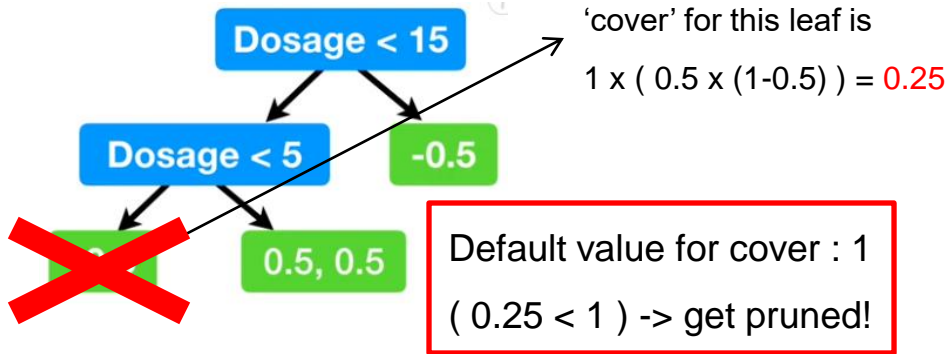 Dosage < 15
'cover' for this leaf is
1 x ( 0.5 x (1-0.5) ) = 0.25
Dosage < 5
-0.5
0.5, 0.5
Default value for cover : 1
( 0.25 < 1 ) -> get pruned!